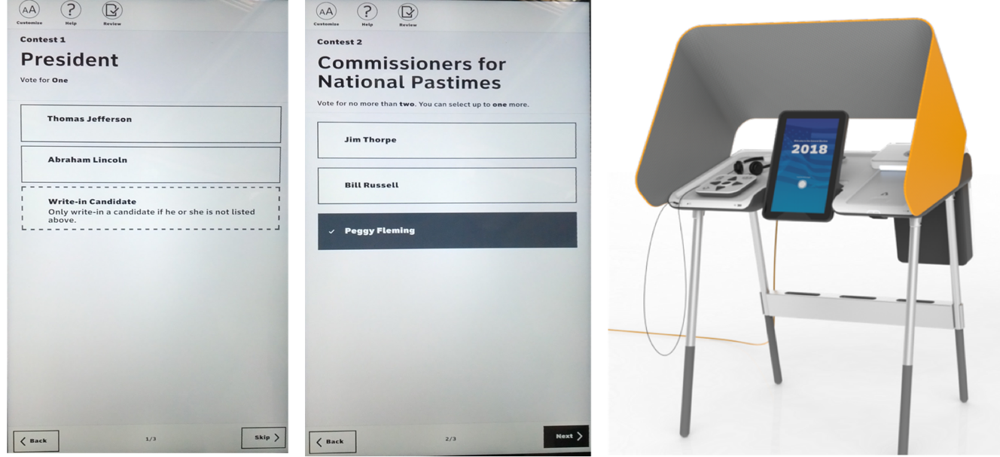 AA
Customize
?
Help
Review
Contest 1
President
Vote for One
Thomas Jefferson
Abraham Lincoln
Write-in Candidate
Only write-in a candidate if he or she is not listed
above.
Back
1/3
Skip
AA
Customize
?
Help
Review
Contest 2
Commissioners for
National Pastimes
Vote for no more than two. You can select up to one more.
Jim Thorpe
Bill Russell
Peggy Fleming
Back
2/3
Next
2018